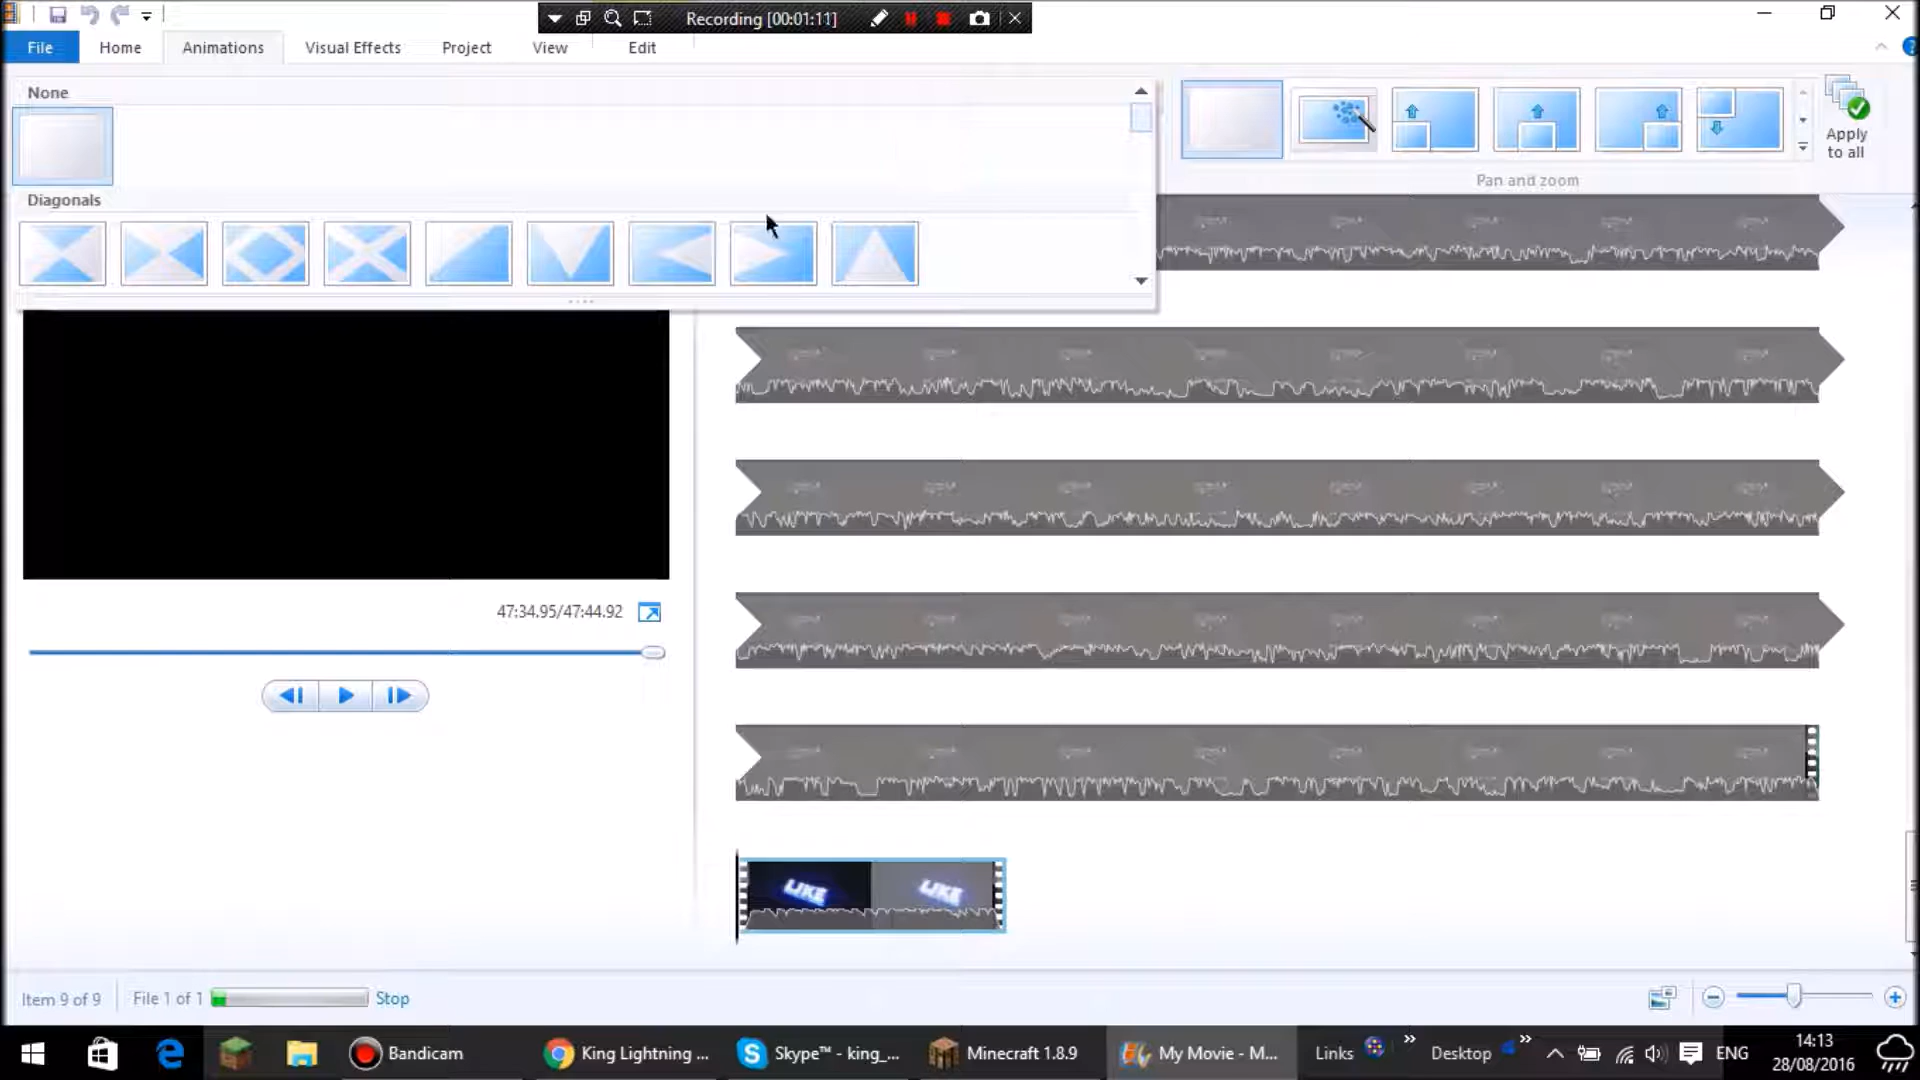 Recording [00:01:11]
File Home Animations Visual Effects Project View Edit
None
Diagonals
Apply
to all
Pan and zoom
47:34.95/47:44.92
LIKE LIKE
Item 9 of 9 File 1 of 1 Stop
Bandicam King Lightning ... Skype™ - king_... Minecraft 1.8.9 My Movie - M... Links » Desktop » ENG
14:13
28/08/2016